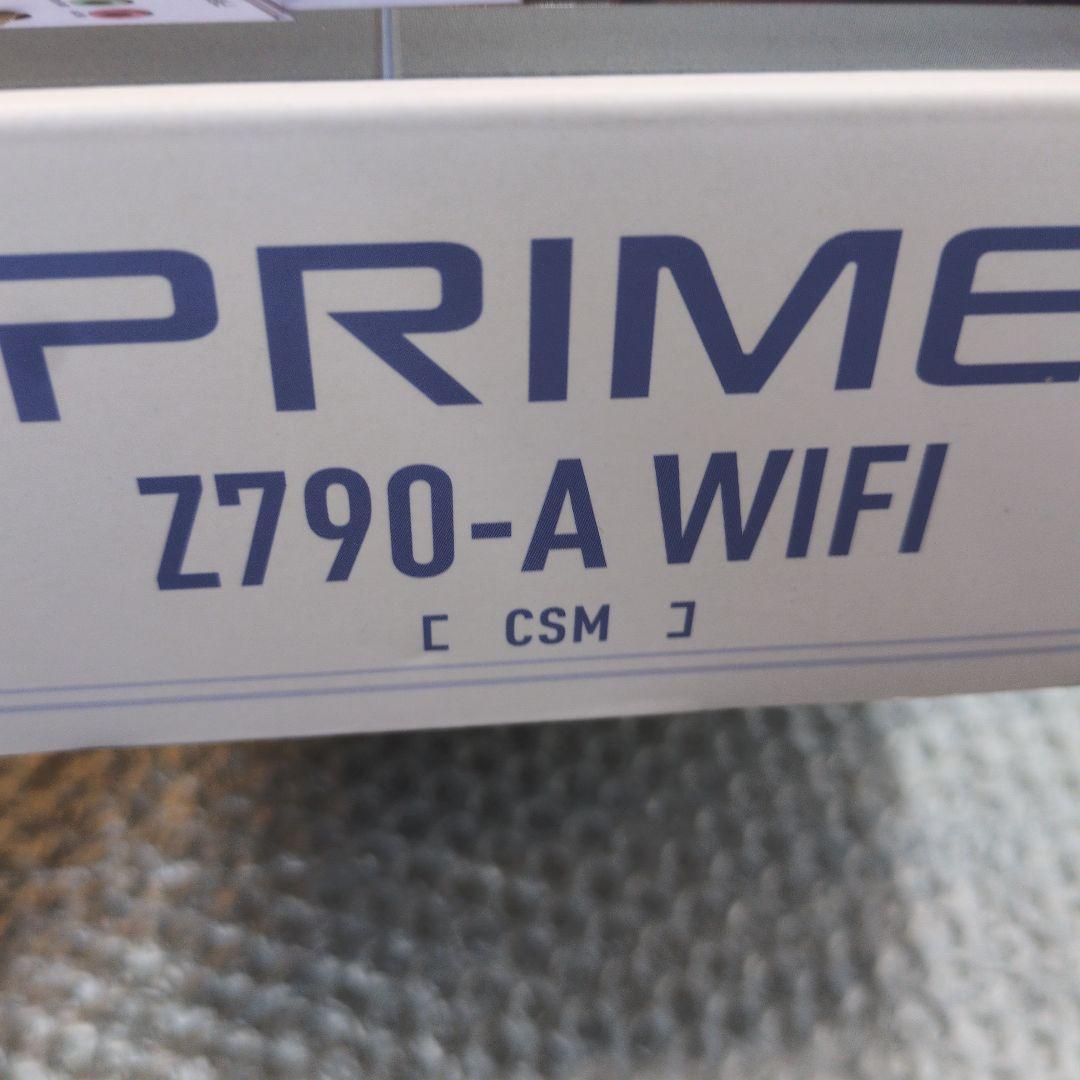 PRIME
Z790-A WIFI
[ CSM ]